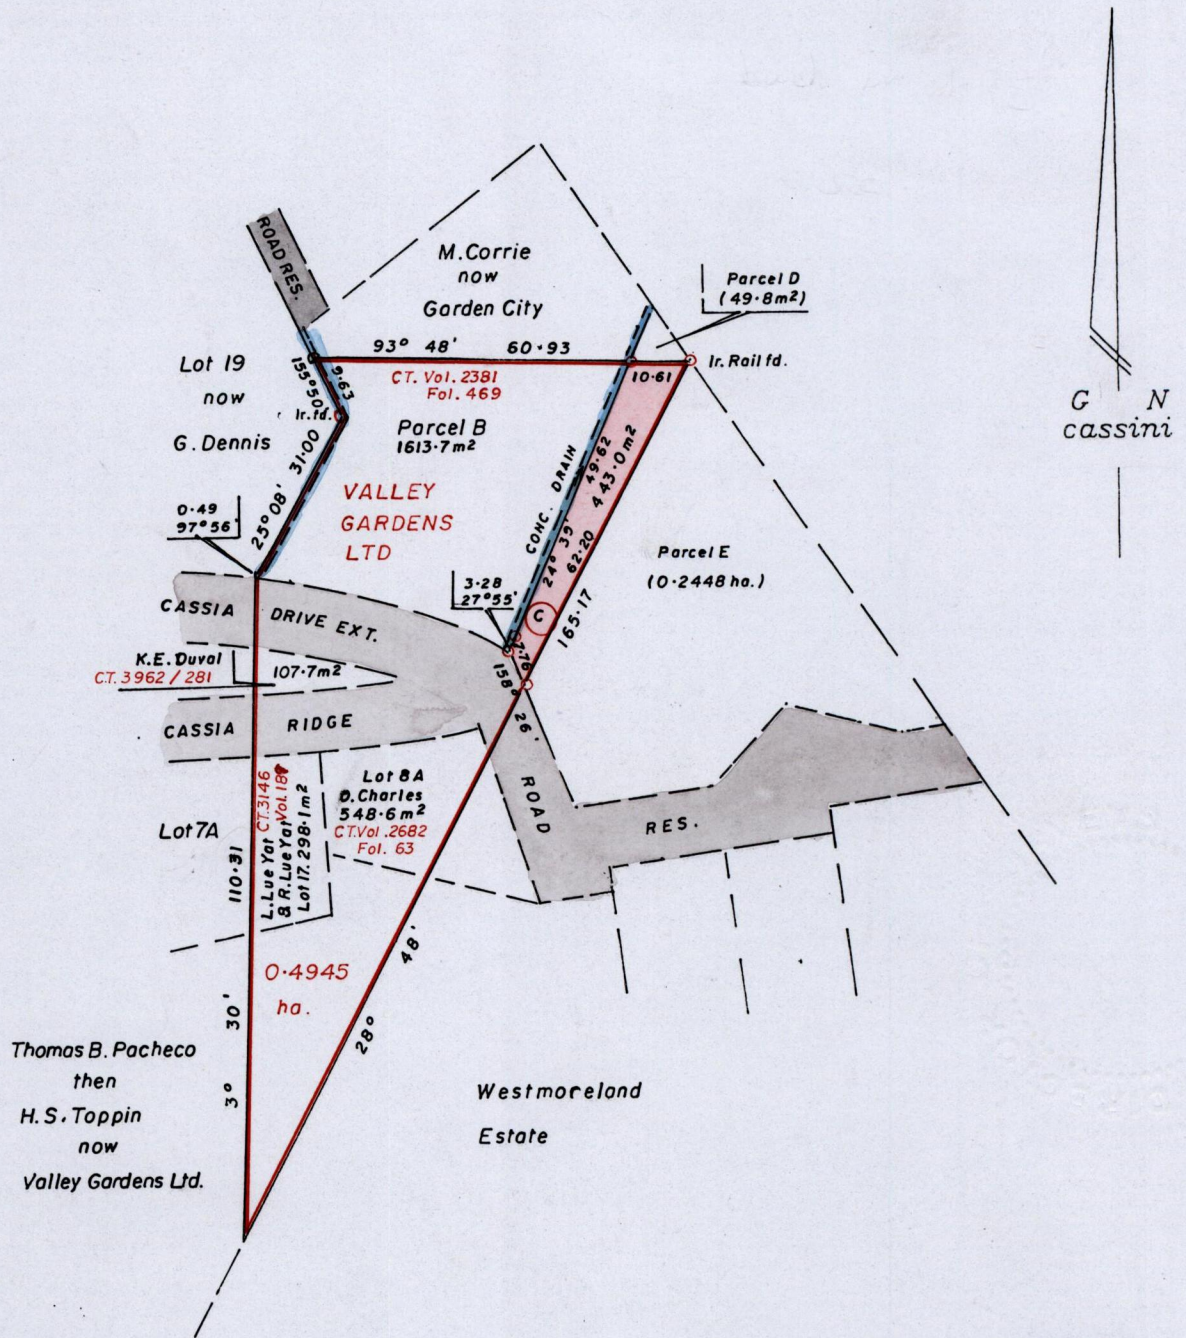 ROAD RES.
M. Corrie
now
Garden City
Parcel D
(49·8m2)
Lot 19
now
G. Dennis
93° 48' 60·93
CT. Vol. 2381
Fol. 469
10·61
Ir. Rail fd.
155° 50'
9·63
Ir. fd.
Parcel B
1613·7m2
G N
cassini
25° 08' 31·00
VALLEY
GARDENS
LTD
CONC. DRAIN
24° 39' 49·62
443·0m2
62·20
165·17
0·49
97° 56'
3·28
27° 55'
C
Parcel E
(0·2448 ha.)
CASSIA DRIVE EXT.
K.E. Duval
C.T. 3962 / 281
107·7m2
7·76
158° 26'
CASSIA RIDGE
Lot 7A
CT. 3146
L. Lue Yat
& R. Lue Yat
Lot 17. 298·1m2
Lot 8A
O. Charles
548·6m2
CT. Vol. 2682
Fol. 63
ROAD RES.
3° 30' 110·31
28° 48'
0·4945
ha.
Thomas B. Pacheco
then
H. S. Toppin
now
Valley Gardens Ltd.
Westmoreland
Estate